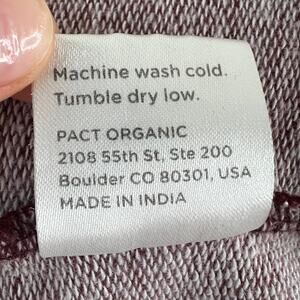 Machine wash cold.
Tumble dry low.
PACT ORGANIC
2108 55th St, Ste 200
Boulder CO 80301, USA
MADE IN INDIA